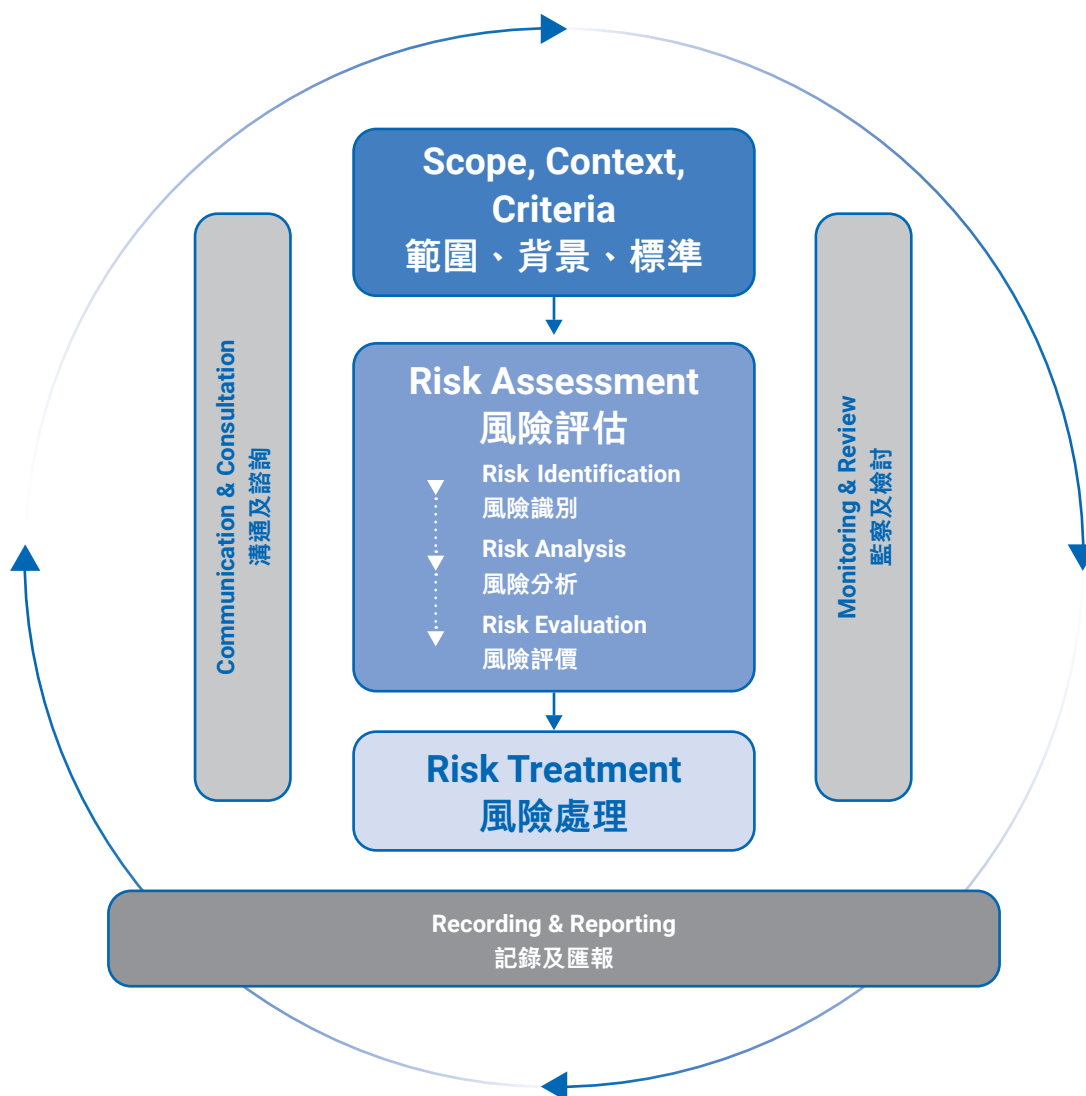 Scope, Context,
Criteria
範圍、背景、標準
Communication & Consultation
溝通及諮詢
Risk Assessment
風險評估
Risk Identification
風險識別
Risk Analysis
風險分析
Risk Evaluation
風險評價
Monitoring & Review
監察及檢討
Risk Treatment
風險處理
Recording & Reporting
記錄及匯報